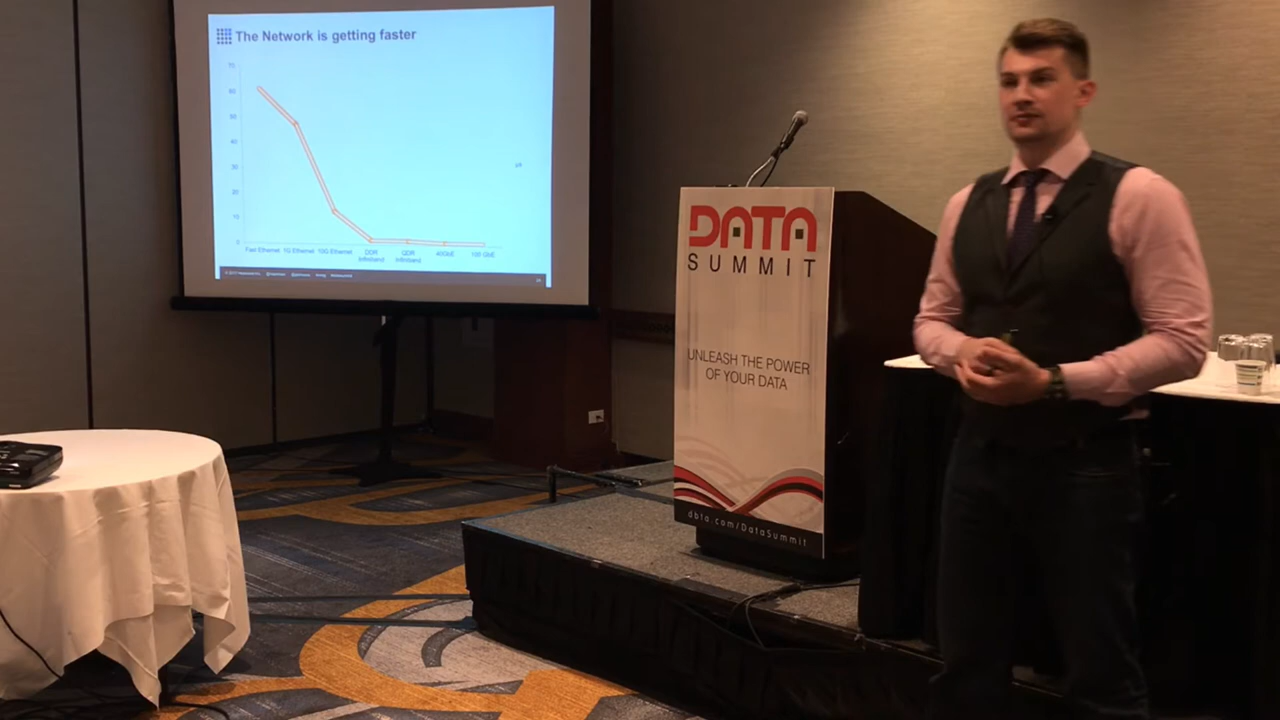 The Network is getting faster
70
60
50
40
30
20
10
0
Fast Ethernet 1G Ethernet 10G Ethernet DDR Infiniband QDR Infiniband 40GbE 100 GbE
DATA
SUMMIT
UNLEASH THE POWER
OF YOUR DATA
dbta.com/DataSummit